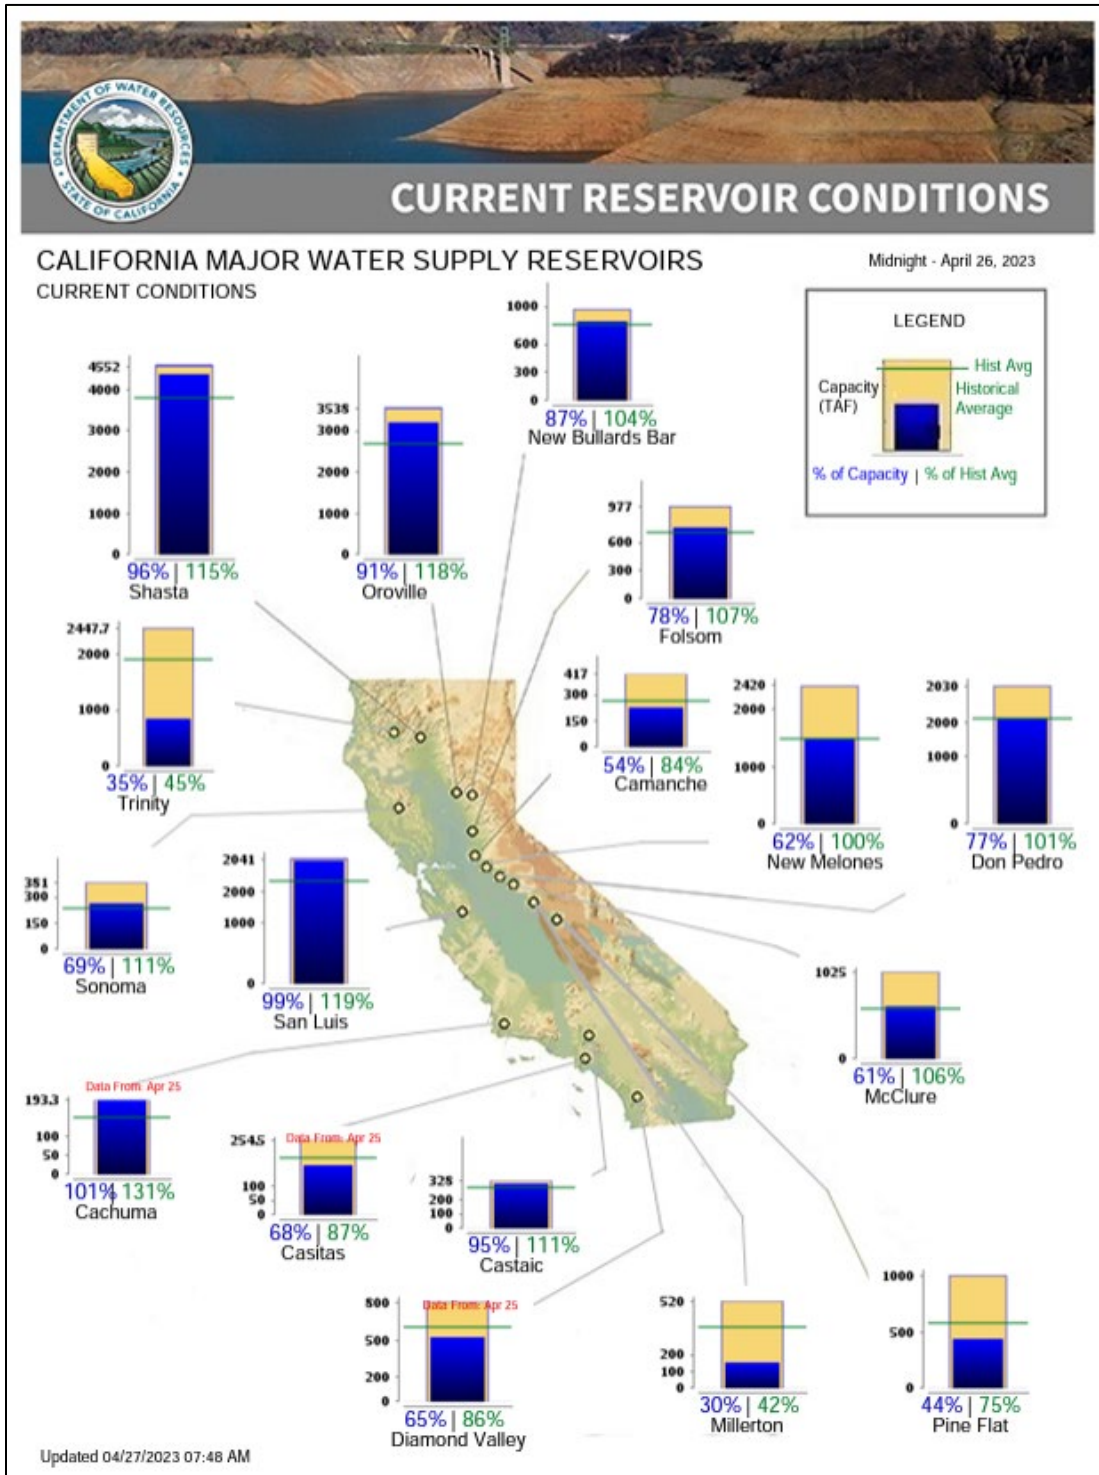 DEPARTMENT OF WATER RESOURCES
STATE OF CALIFORNIA
CURRENT RESERVOIR CONDITIONS
CALIFORNIA MAJOR WATER SUPPLY RESERVOIRS
CURRENT CONDITIONS
Midnight - April 26, 2023
LEGEND
Hist Avg
Capacity
(TAF)
Historical
Average
% of Capacity | % of Hist Avg
4552
4000
3000
2000
1000
0
96% | 115%
Shasta
3538
3000
2000
1000
0
91% | 118%
Oroville
1000
600
300
0
87% | 104%
New Bullards Bar
977
600
300
0
78% | 107%
Folsom
2447.7
2000
1000
0
35% | 45%
Trinity
417
300
150
0
54% | 84%
Camanche
2420
2000
1000
0
62% | 100%
New Melones
2030
2000
1000
0
77% | 101%
Don Pedro
381
300
150
0
69% | 111%
Sonoma
2041
2000
1000
0
99% | 119%
San Luis
1025
0
61% | 106%
McClure
Data From: Apr 25
193.3
100
50
0
101% | 131%
Cachuma
Data From: Apr 25
254.5
100
50
0
68% | 87%
Casitas
328
200
100
0
95% | 111%
Castaic
Data From: Apr 25
800
500
200
0
65% | 86%
Diamond Valley
520
200
100
0
30% | 42%
Millerton
1000
500
0
44% | 75%
Pine Flat
Updated 04/27/2023 07:48 AM